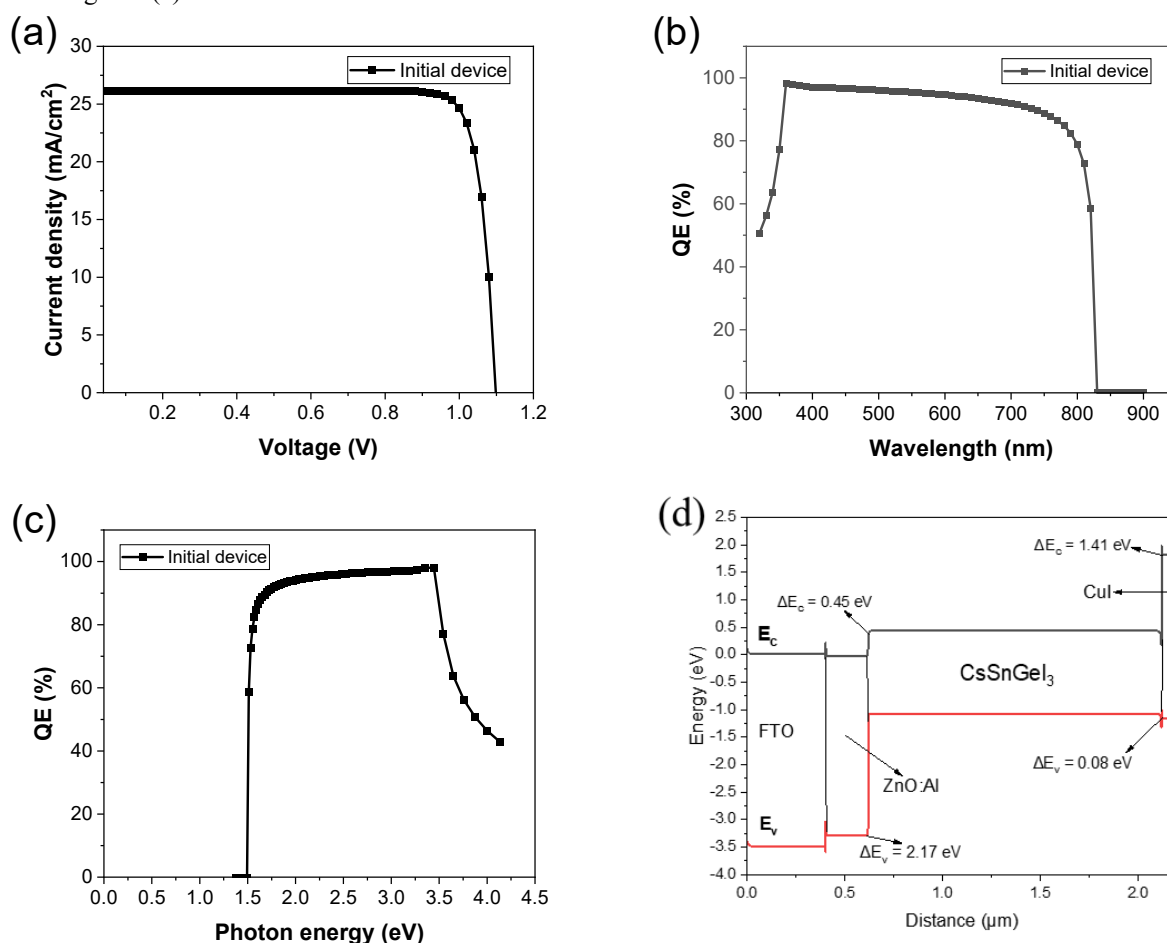 (a)
Initial device
30
25
20
15
10
5
0
0.2 0.4 0.6 0.8 1.0 1.2
Current density (mA/cm²)
Voltage (V)
(b)
Initial device
100
80
60
40
20
0
300 400 500 600 700 800 900
QE (%)
Wavelength (nm)
(c)
Initial device
100
80
60
40
20
0
0.0 0.5 1.0 1.5 2.0 2.5 3.0 3.5 4.0 4.5
QE (%)
Photon energy (eV)
(d)
2.5
2.0
1.5
1.0
0.5
0.0
-0.5
-1.0
-1.5
-2.0
-2.5
-3.0
-3.5
-4.0
ΔE_c = 1.41 eV
CuI
ΔE_c = 0.45 eV
E_c
CsSnGeI₃
FTO
ZnO:Al
ΔE_v = 0.08 eV
E_v
ΔE_v = 2.17 eV
0.0 0.5 1.0 1.5 2.0
Energy (eV)
Distance (μm)